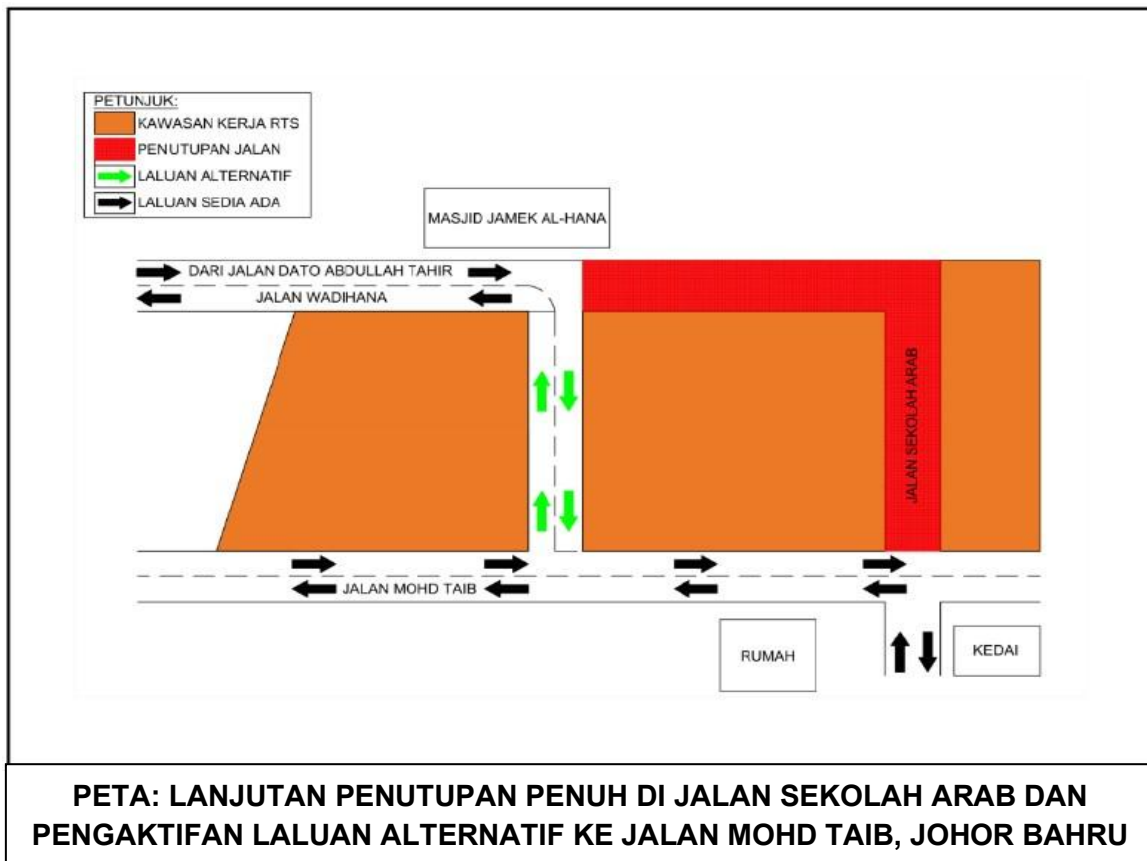 PETUNJUK:
KAWASAN KERJA RTS
PENUTUPAN JALAN
LALUAN ALTERNATIF
LALUAN SEDIA ADA
MASJID JAMEK AL-HANA
DARI JALAN DATO ABDULLAH TAHIR
JALAN WADIHANA
JALAN SEKOLAH ARAB
JALAN MOHD TAIB
RUMAH
KEDAI
PETA: LANJUTAN PENUTUPAN PENUH DI JALAN SEKOLAH ARAB DAN
PENGAKTIFAN LALUAN ALTERNATIF KE JALAN MOHD TAIB, JOHOR BAHRU